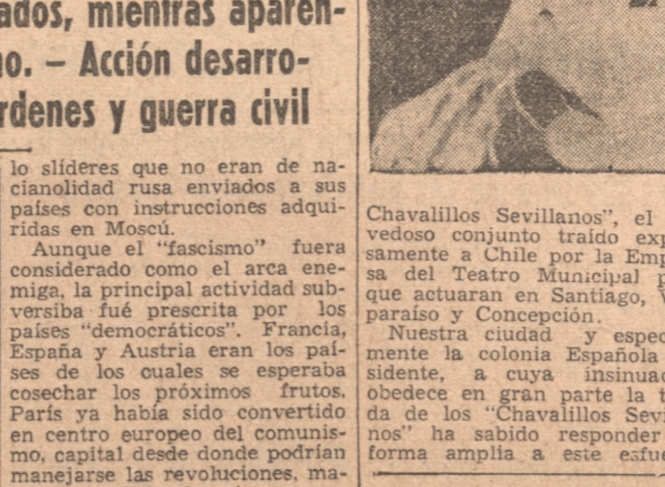 ados, mientras aparen-
no. — Acción desarro-
rdenes y guerra civil
lo slíderes que no eran de na-
cianolidad rusa enviados a sus
países con instrucciones adqui-
ridas en Moscú.
Aunque el "fascismo" fuera
considerado como el arca ene-
miga, la principal actividad sub-
versiba fué prescrita por los
países "democráticos". Francia,
España y Austria eran los paí-
ses de los cuales se esperaba
cosechar los próximos frutos.
París ya había sido convertido
en centro europeo del comunis-
mo, capital desde donde podrían
manejarse las revoluciones, ma-
Chavalillos Sevillanos", el
vedoso conjunto traído exp
samente a Chile por la Emp
sa del Teatro Municipal p
que actuaran en Santiago, V
paraíso y Concepción.
Nuestra ciudad y espec
mente la colonia Española
sidente, a cuya insinuac
obedece en gran parte la t
da de los "Chavalillos Sevi
nos" ha sabido responder
forma amplia a este esfue